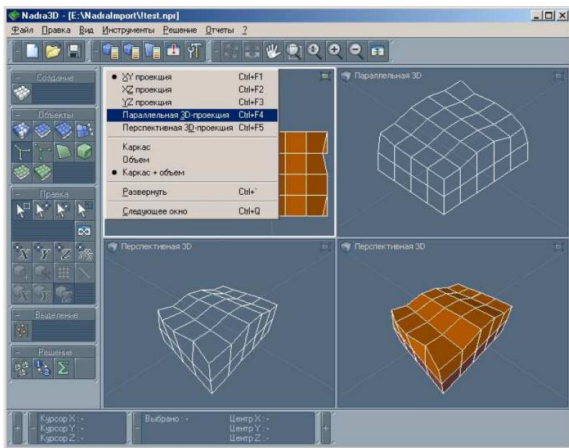 Nadra3D - [E:\NadraImport\!test.npr]
Файл Правка Вид Инструменты Решение Отчеты ?
Создание
Объекты
Правка
Выделение
Решение
XY проекция Ctrl+F1
XZ проекция Ctrl+F2
YZ проекция Ctrl+F3
Параллельная 3D-проекция Ctrl+F4
Перспективная 3D-проекция Ctrl+F5
Каркас
Объем
Каркас + объем
Развернуть Ctrl+`
Следующее окно Ctrl+Q
Параллельная 3D
Перспективная 3D
Перспективная 3D
Курсор X : - Выбрано : - Центр X : -
Курсор Y : - Центр Y : -
Курсор Z : - Центр Z : -